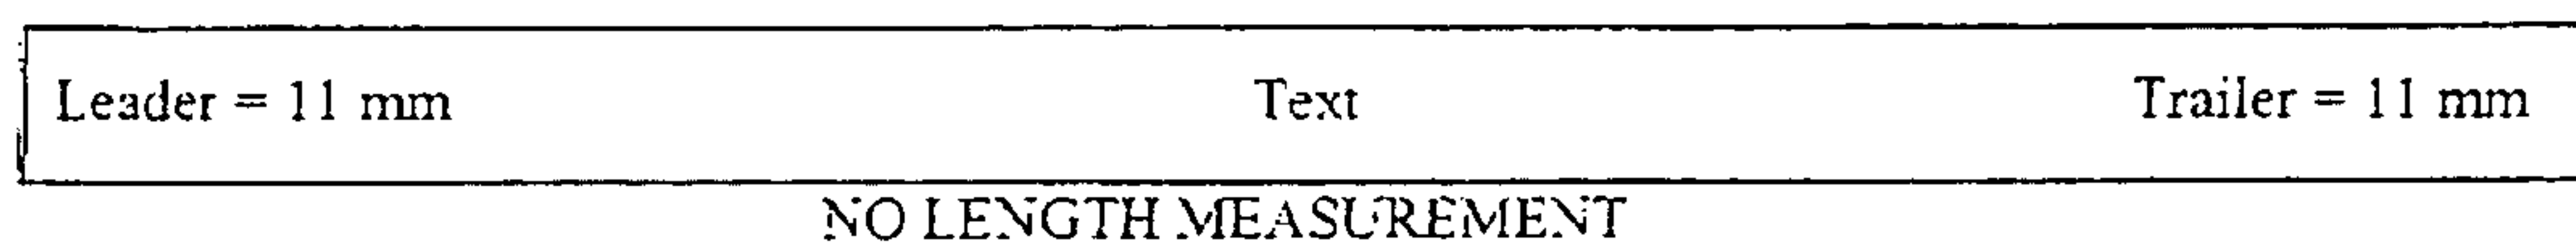 Leader = 11 mm Text Trailer = 11 mm
NO LENGTH MEASUREMENT